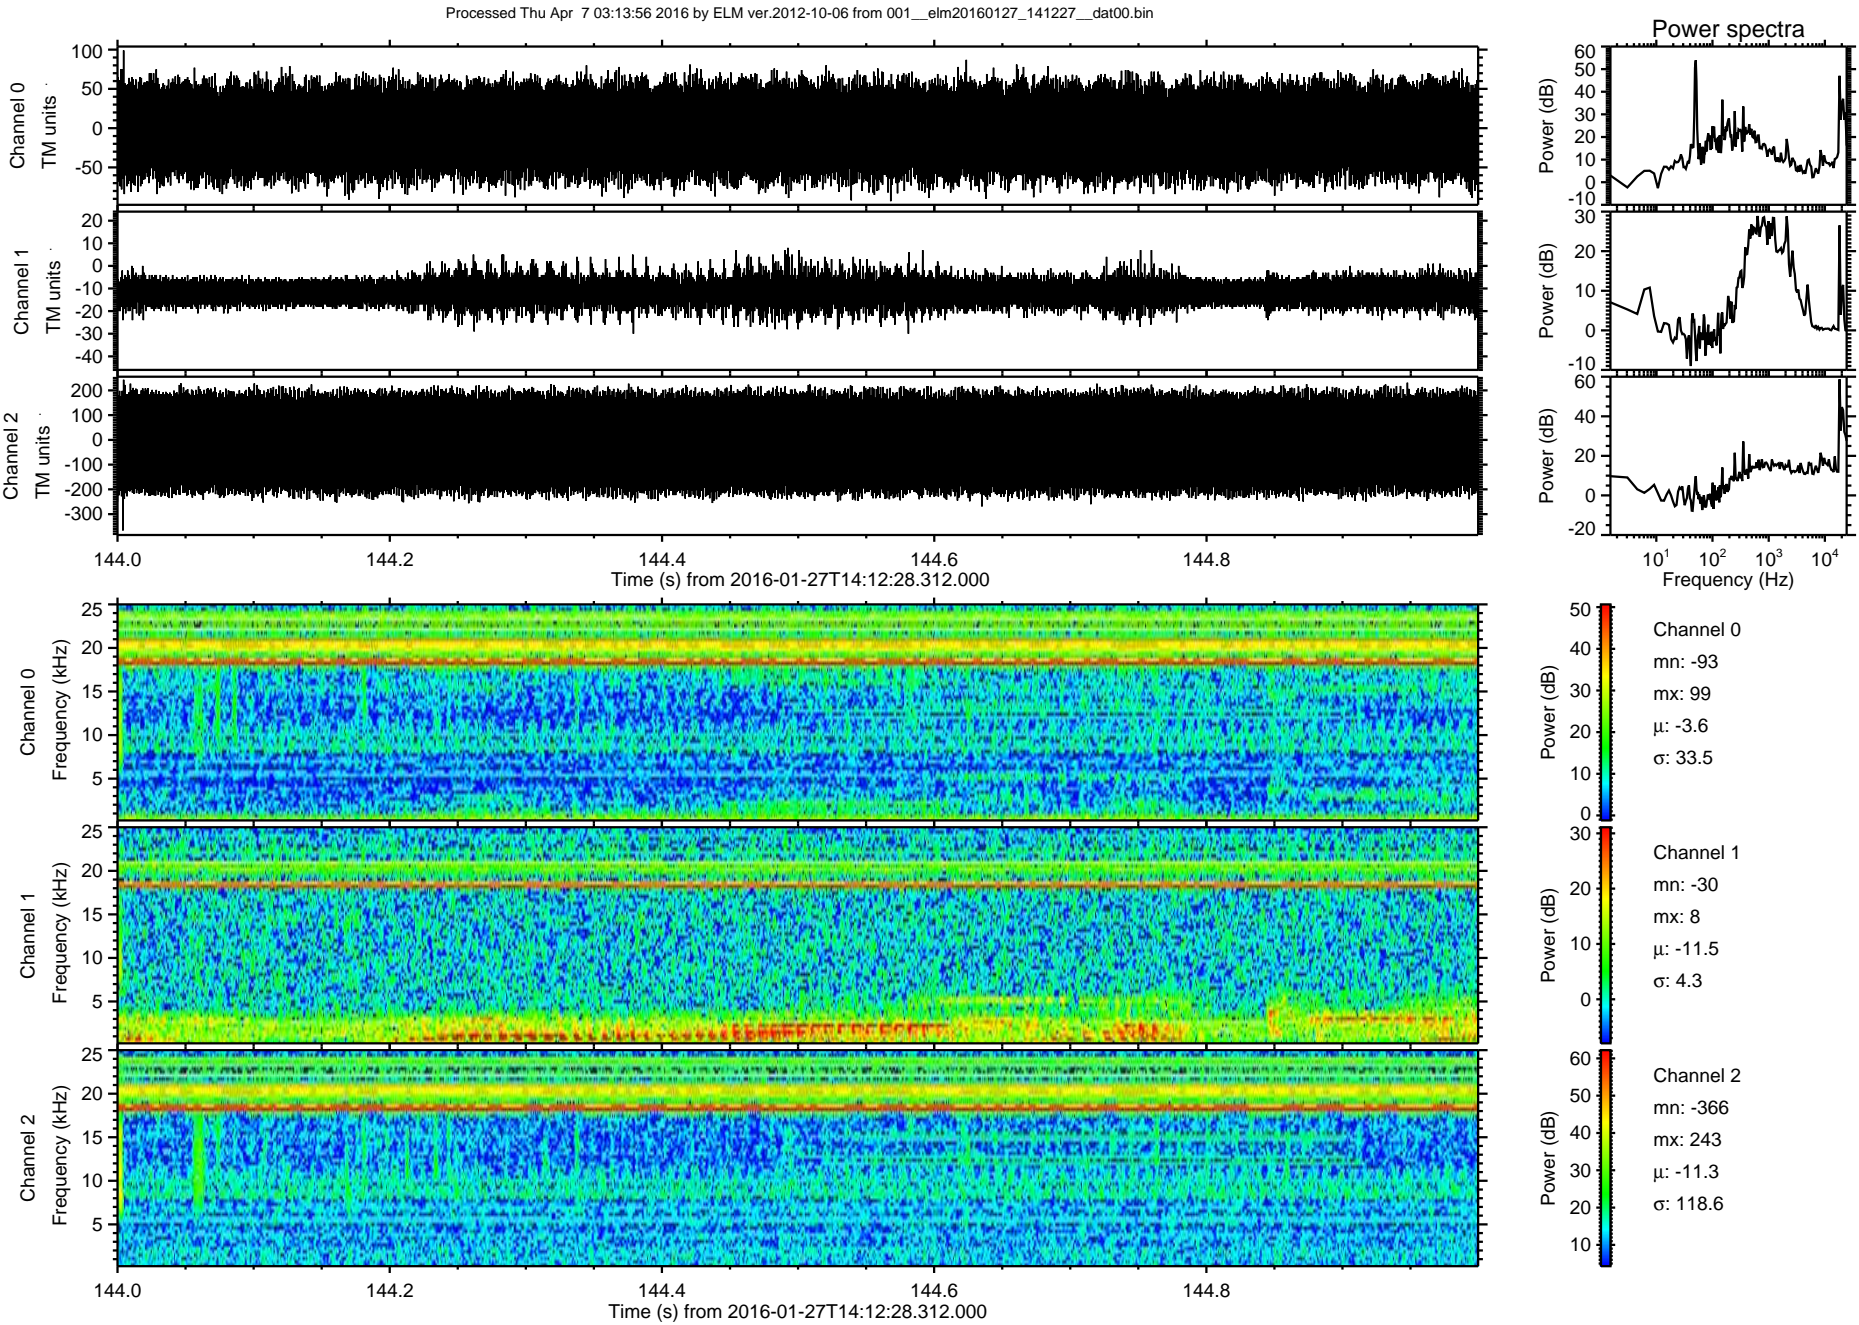 Processed Thu Apr  7 03:13:56 2016 by ELM ver.2012-10-06 from 001__elm20160127_141227__dat00.bin
Power spectra
Channel 0
TM units
100
50
0
-50
Power (dB)
60
50
40
30
20
10
0
-10
Channel 1
TM units
20
10
0
-10
-20
-30
-40
Power (dB)
30
20
10
0
-10
Channel 2
TM units
200
100
0
-100
-200
-300
Power (dB)
60
40
20
0
-20
144.0 144.2 144.4 144.6 144.8
Time (s) from 2016-01-27T14:12:28.312.000
10^1 10^2 10^3 10^4
Frequency (Hz)
Channel 0
Frequency (kHz)
25
20
15
10
5
Power (dB)
50
40
30
20
10
0
Channel 0
mn: -93
mx: 99
μ: -3.6
σ: 33.5
Channel 1
Frequency (kHz)
25
20
15
10
5
Power (dB)
30
20
10
0
Channel 1
mn: -30
mx: 8
μ: -11.5
σ: 4.3
Channel 2
Frequency (kHz)
25
20
15
10
5
Power (dB)
60
50
40
30
20
10
Channel 2
mn: -366
mx: 243
μ: -11.3
σ: 118.6
144.0 144.2 144.4 144.6 144.8
Time (s) from 2016-01-27T14:12:28.312.000